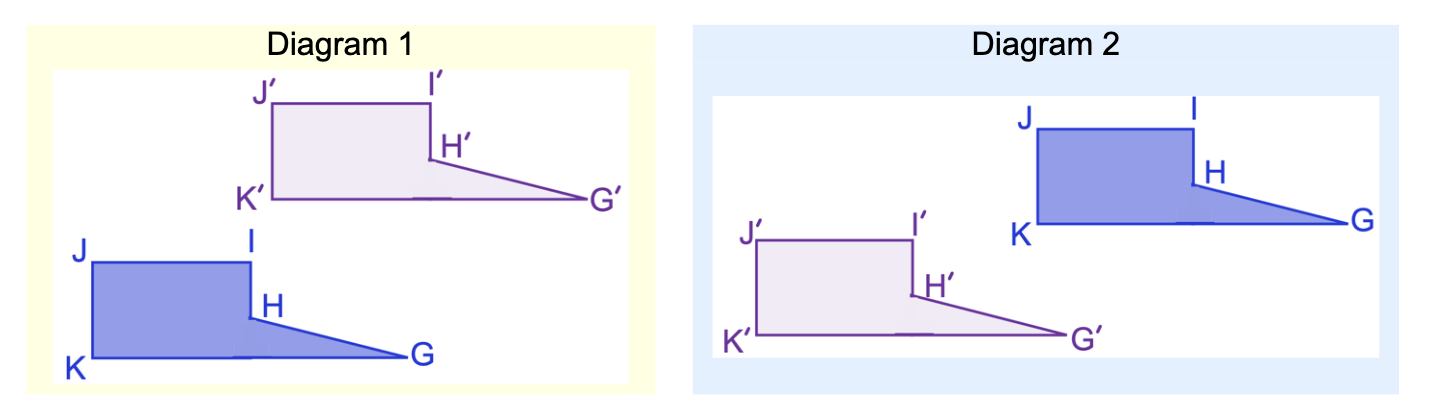 Diagram 1
J′ I′
H′
K′ G′
J I
H
K G
Diagram 2
J I
H
K G
J′ I′
H′
K′ G′